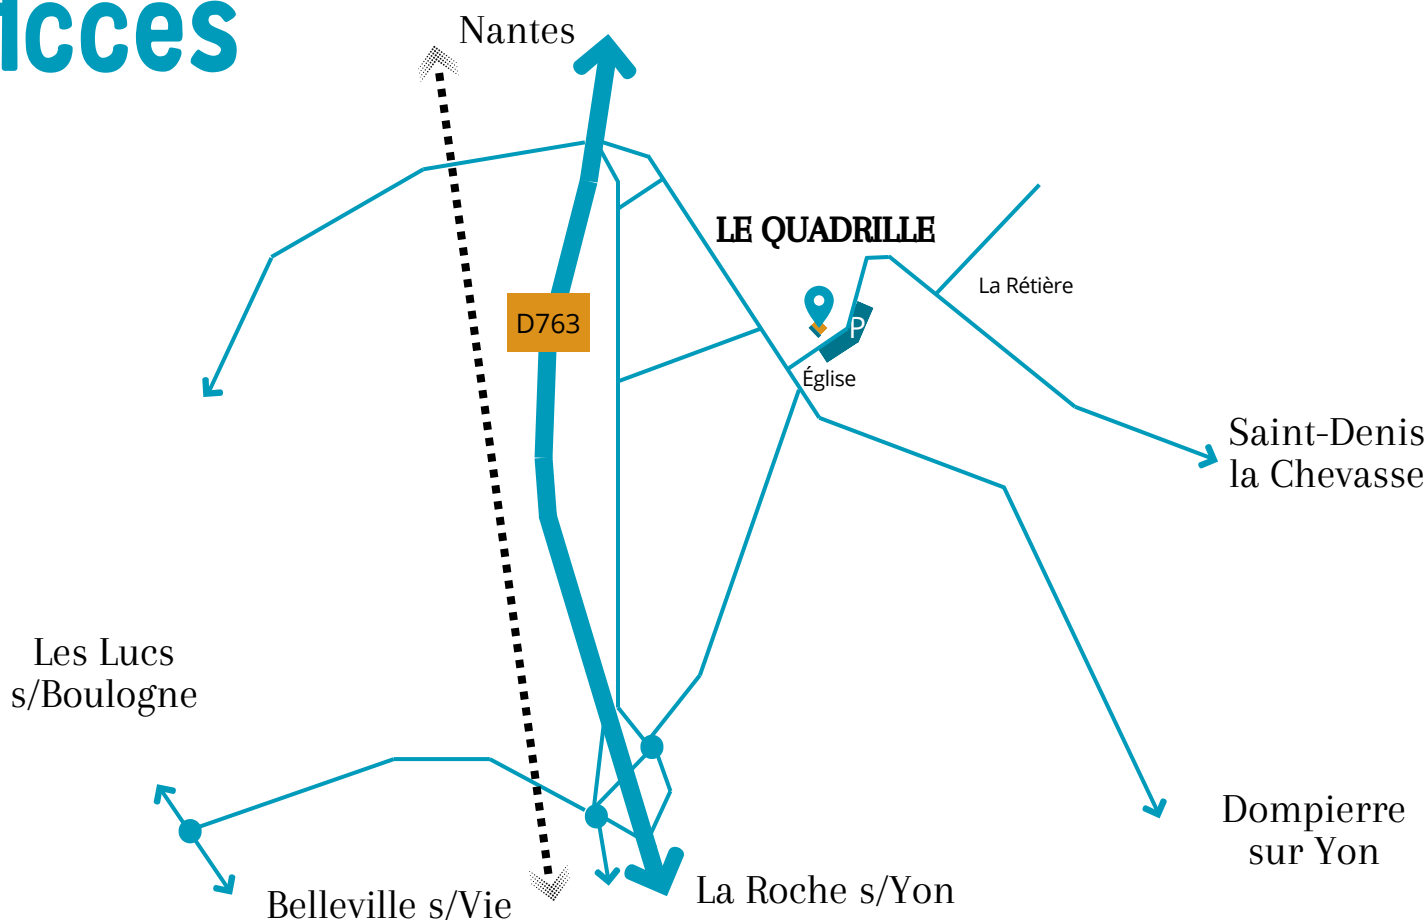 Nantes
LE QUADRILLE
La Rétière
D763
P
Église
Saint-Denis
la Chevasse
Les Lucs
s/Boulogne
Dompierre
sur Yon
La Roche s/Yon
Belleville s/Vie